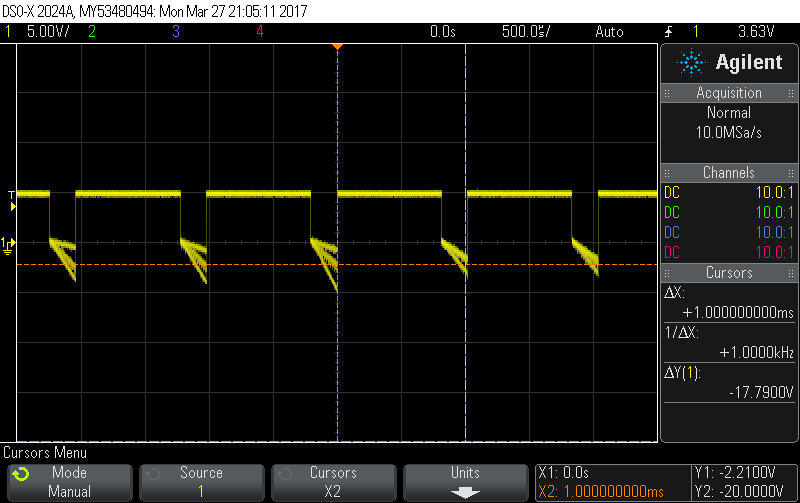 DSO-X 2024A, MY53480494: Mon Mar 27 21:05:11 2017
1 5.00V/ 2 3 4 0.0s 500.0µs/ Auto 1 3.63V
Agilent
Acquisition
Normal
10.0MSa/s
Channels
DC 10.0:1
DC 10.0:1
DC 10.0:1
DC 10.0:1
Cursors
ΔX:
+1.000000000ms
1/ΔX:
+1.0000kHz
ΔY(1):
-17.7900V
T
1
Cursors Menu
Mode
Manual
Source
1
Cursors
X2
Units
X1: 0.0s
X2: 1.000000000ms
Y1: -2.2100V
Y2: -20.0000V